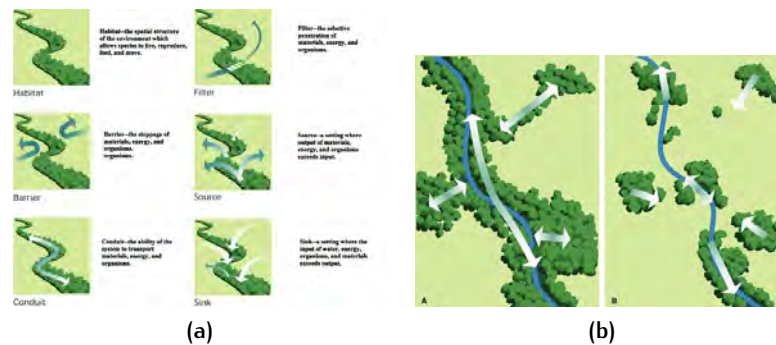 Habitat—the spatial structure
of the environment which
allows species to live, reproduce,
feed, and move.
Habitat
Filter—the selective
penetration of
materials, energy, and
organisms.
Filter
Barrier—the stoppage of
materials, energy, and
organisms.
organisms.
Barrier
Source—a setting where
output of materials,
energy, and organisms
exceeds input.
Source
Conduit—the ability of the
system to transport
materials, energy, and
organisms.
Conduit
Sink—a setting where the
input of water, energy,
organisms, and materials
exceeds output.
Sink
(a)
A
B
(b)